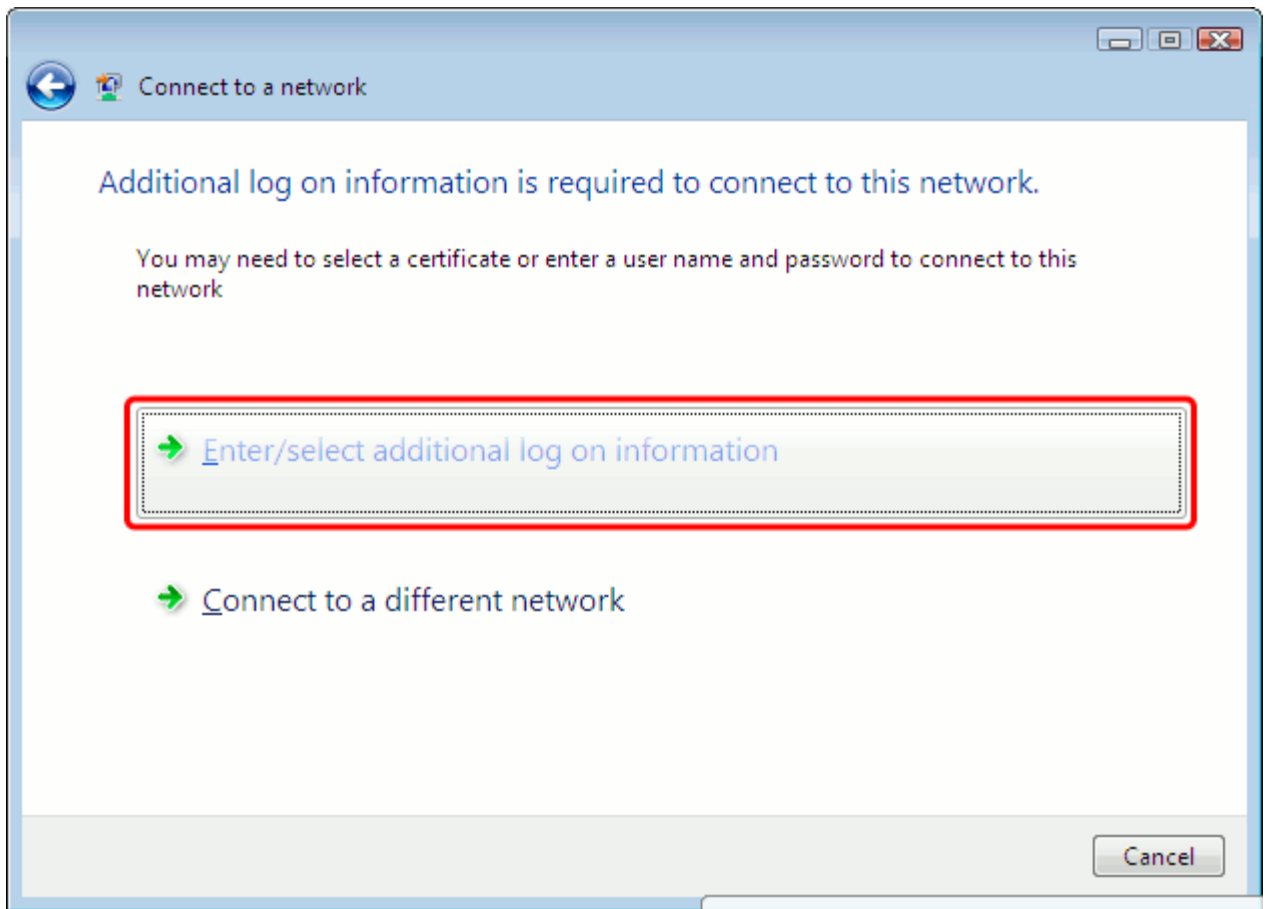 Connect to a network
Additional log on information is required to connect to this network.
You may need to select a certificate or enter a user name and password to connect to this
network
Enter/select additional log on information
Connect to a different network
Cancel